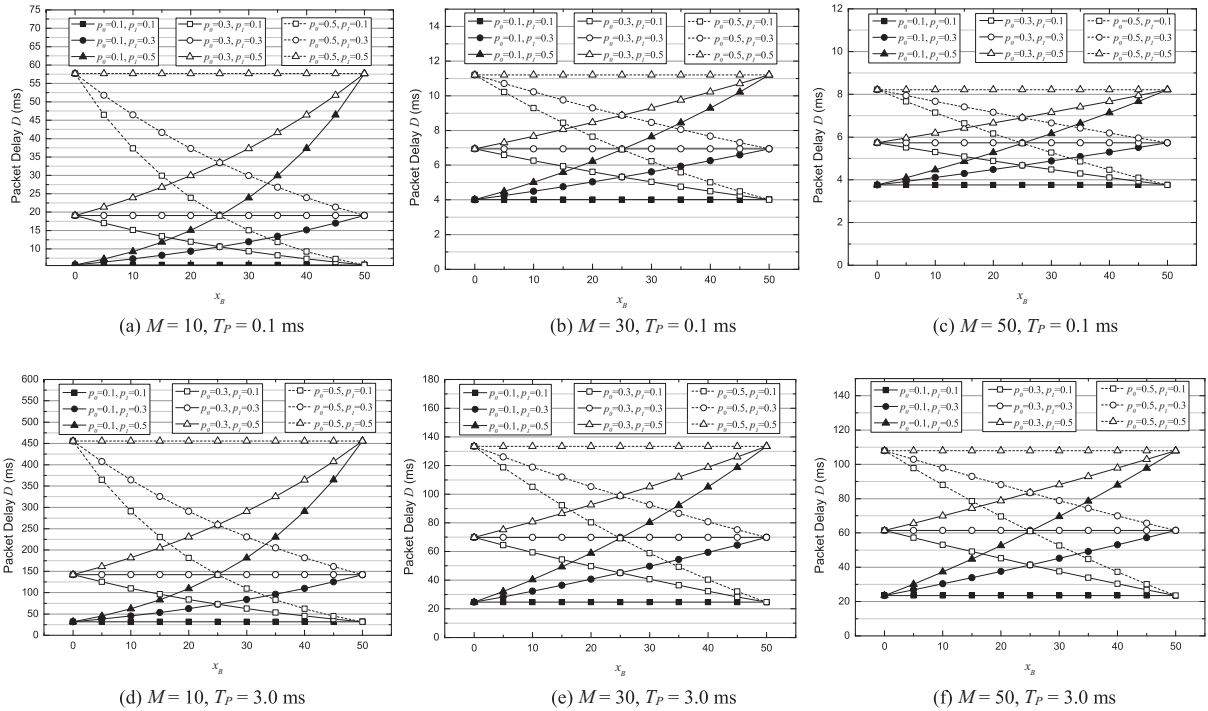 p₀=0.1, p₁=0.1 p₀=0.3, p₁=0.1 p₀=0.5, p₁=0.1
p₀=0.1, p₁=0.3 p₀=0.3, p₁=0.3 p₀=0.5, p₁=0.3
p₀=0.1, p₁=0.5 p₀=0.3, p₁=0.5 p₀=0.5, p₁=0.5
Packet Delay D (ms)
75
70
65
60
55
50
45
40
35
30
25
20
15
10
0 10 20 30 40 50
x_B
(a) M = 10, T_P = 0.1 ms
p₀=0.1, p₁=0.1 p₀=0.3, p₁=0.1 p₀=0.5, p₁=0.1
p₀=0.1, p₁=0.3 p₀=0.3, p₁=0.3 p₀=0.5, p₁=0.3
p₀=0.1, p₁=0.5 p₀=0.3, p₁=0.5 p₀=0.5, p₁=0.5
Packet Delay D (ms)
15
14
13
12
11
10
9
8
7
6
5
4
3
2
1
0
0 10 20 30 40 50
x_B
(b) M = 30, T_P = 0.1 ms
p₀=0.1, p₁=0.1 p₀=0.3, p₁=0.1 p₀=0.5, p₁=0.1
p₀=0.1, p₁=0.3 p₀=0.3, p₁=0.3 p₀=0.5, p₁=0.3
p₀=0.1, p₁=0.5 p₀=0.3, p₁=0.5 p₀=0.5, p₁=0.5
Packet Delay D (ms)
12
10
8
6
4
2
0
0 10 20 30 40 50
x_B
(c) M = 50, T_P = 0.1 ms
p₀=0.1, p₁=0.1 p₀=0.3, p₁=0.1 p₀=0.5, p₁=0.1
p₀=0.1, p₁=0.3 p₀=0.3, p₁=0.3 p₀=0.5, p₁=0.3
p₀=0.1, p₁=0.5 p₀=0.3, p₁=0.5 p₀=0.5, p₁=0.5
Packet Delay D (ms)
600
550
500
450
400
350
300
250
200
150
100
50
0
0 10 20 30 40 50
x_B
(d) M = 10, T_P = 3.0 ms
p₀=0.1, p₁=0.1 p₀=0.3, p₁=0.1 p₀=0.5, p₁=0.1
p₀=0.1, p₁=0.3 p₀=0.3, p₁=0.3 p₀=0.5, p₁=0.3
p₀=0.1, p₁=0.5 p₀=0.3, p₁=0.5 p₀=0.5, p₁=0.5
Packet Delay D (ms)
180
160
140
120
100
80
60
40
20
0
0 10 20 30 40 50
x_B
(e) M = 30, T_P = 3.0 ms
p₀=0.1, p₁=0.1 p₀=0.3, p₁=0.1 p₀=0.5, p₁=0.1
p₀=0.1, p₁=0.3 p₀=0.3, p₁=0.3 p₀=0.5, p₁=0.3
p₀=0.1, p₁=0.5 p₀=0.3, p₁=0.5 p₀=0.5, p₁=0.5
Packet Delay D (ms)
140
120
100
80
60
40
20
0
0 10 20 30 40 50
x_B
(f) M = 50, T_P = 3.0 ms